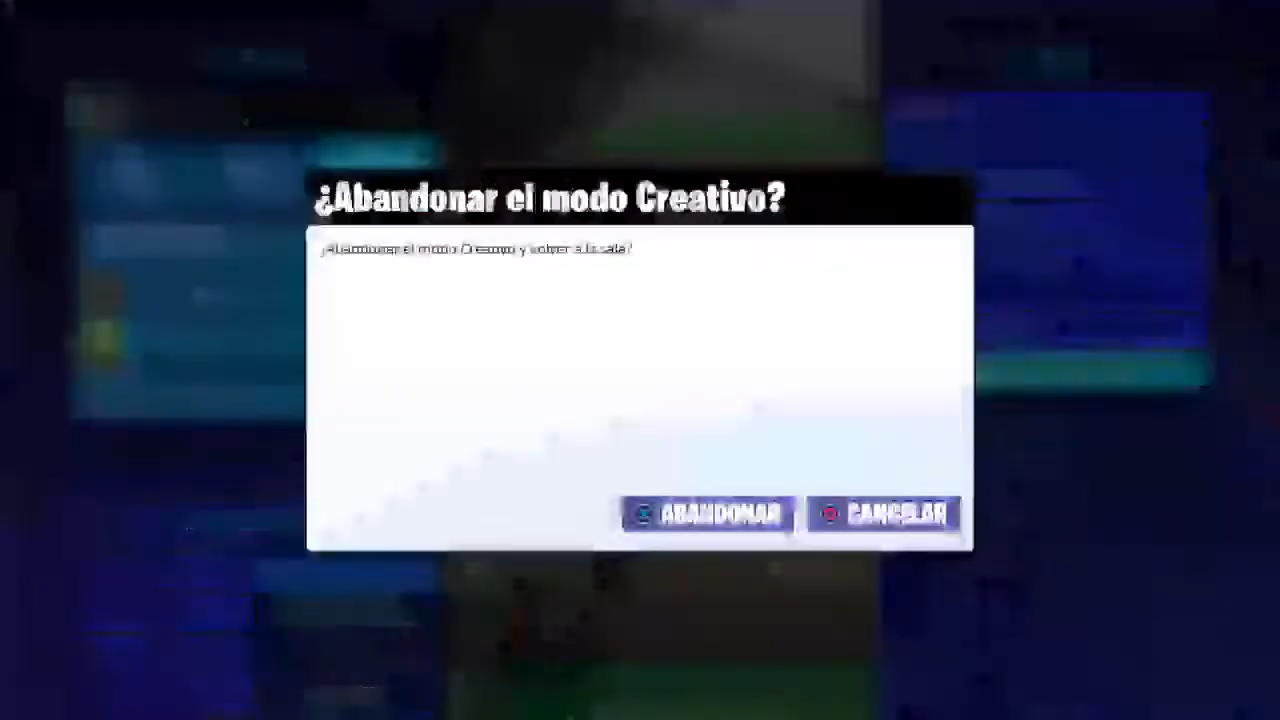 ¿Abandonar el modo Creativo?
¿Abandonar el modo Creativo y volver a la sala?
ABANDONAR CANCELAR